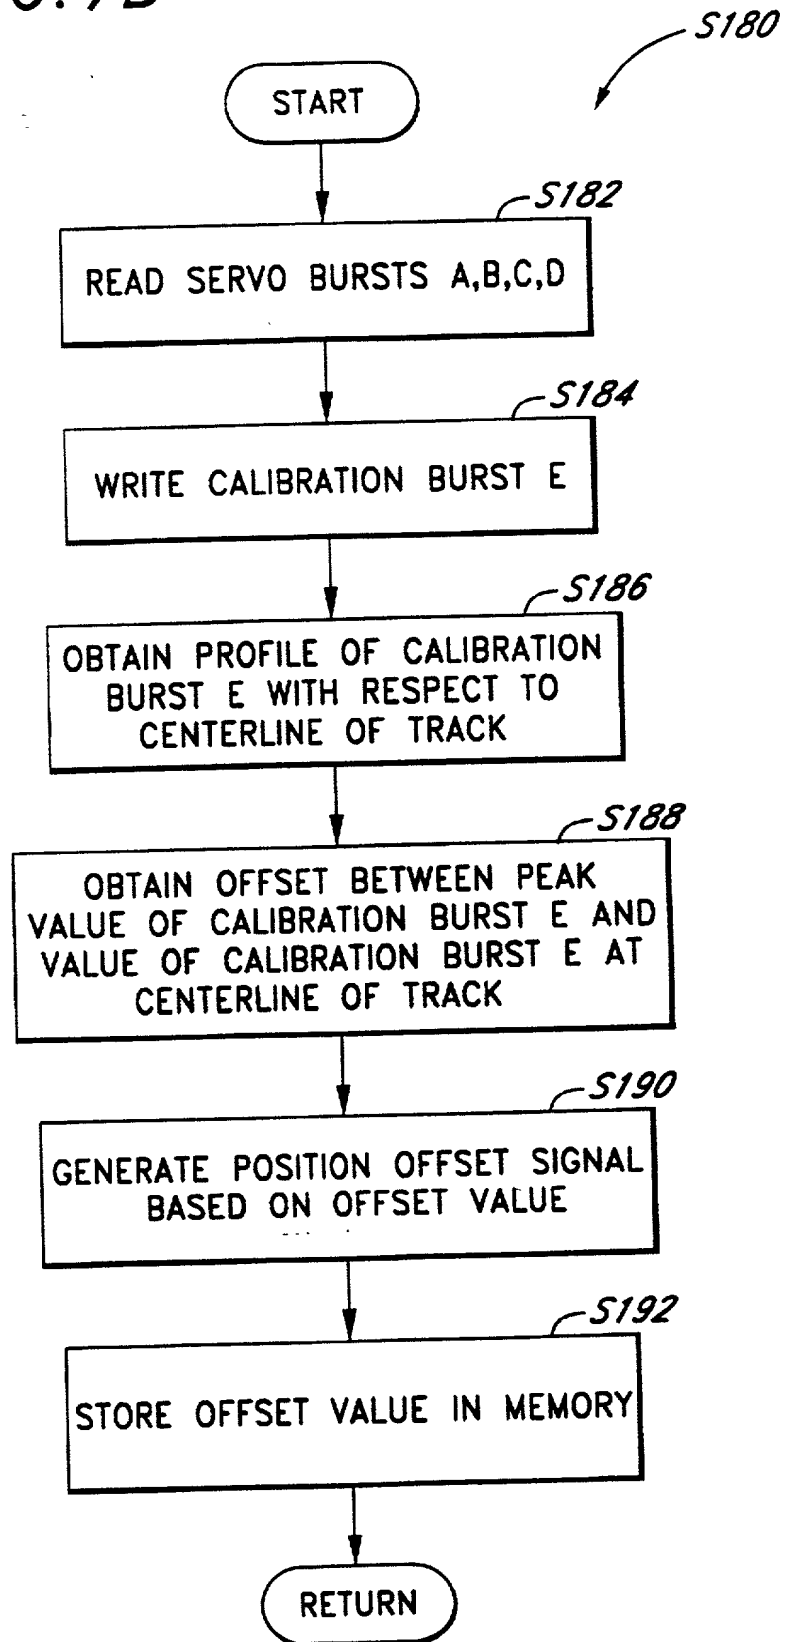 S180
START
S182
READ SERVO BURSTS A,B,C,D
S184
WRITE CALIBRATION BURST E
S186
OBTAIN PROFILE OF CALIBRATION
BURST E WITH RESPECT TO
CENTERLINE OF TRACK
S188
OBTAIN OFFSET BETWEEN PEAK
VALUE OF CALIBRATION BURST E AND
VALUE OF CALIBRATION BURST E AT
CENTERLINE OF TRACK
S190
GENERATE POSITION OFFSET SIGNAL
BASED ON OFFSET VALUE
S192
STORE OFFSET VALUE IN MEMORY
RETURN